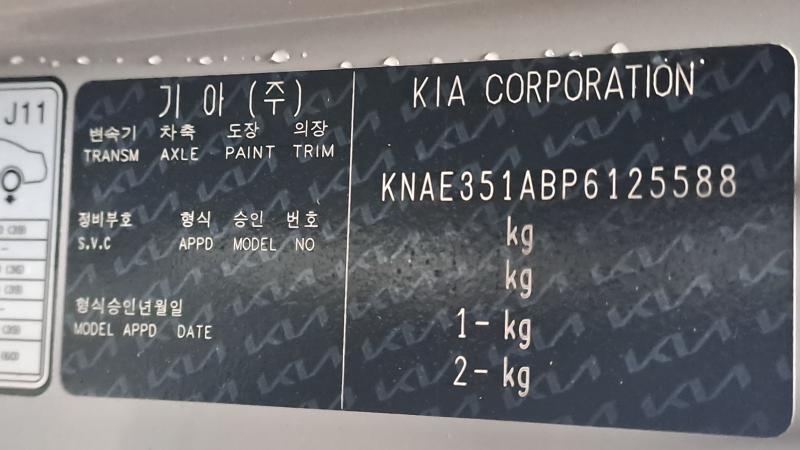 J11
기 아 (주)
변속기 차축 도장 의장
TRANSM AXLE PAINT TRIM
정비부호 형식 승인 번호
S.V.C APPD MODEL NO
형식승인년월일
MODEL APPD DATE
KIA CORPORATION
KNAE351ABP6125588
kg
kg
1- kg
2- kg